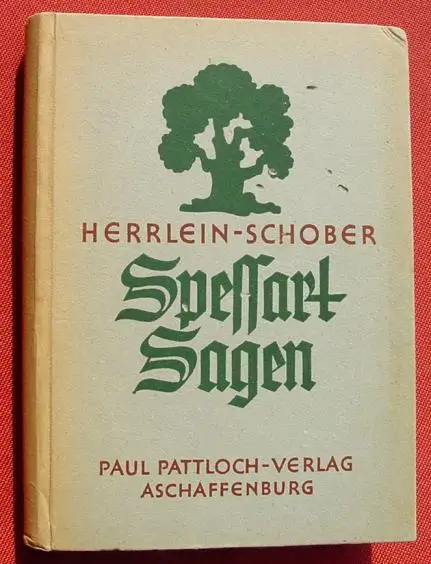 HERRLEIN-SCHOBER
Speſſart
Sagen
PAUL PATTLOCH-VERLAG
ASCHAFFENBURG